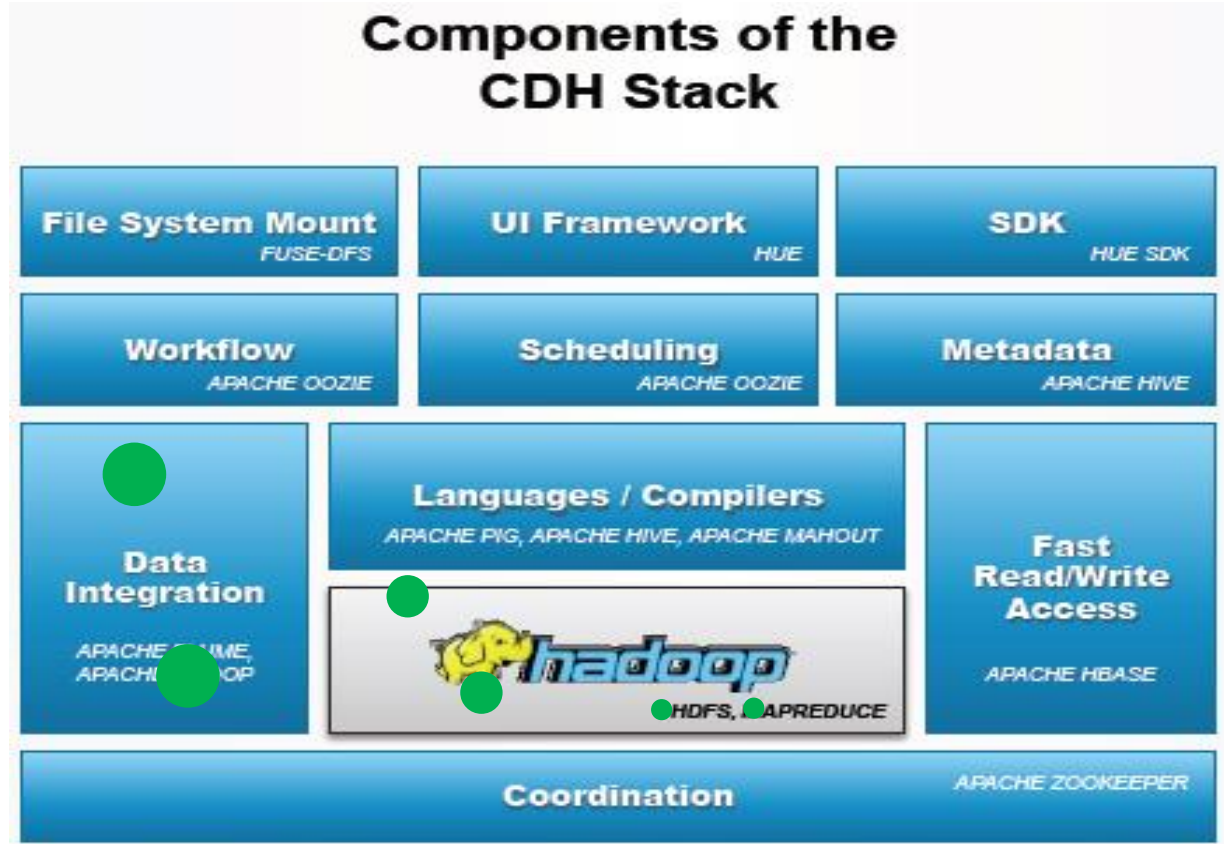 Components of the
CDH Stack
File System Mount
FUSE-DFS
UI Framework
HUE
SDK
HUE SDK
Workflow
APACHE OOZIE
Scheduling
APACHE OOZIE
Metadata
APACHE HIVE
Data
Integration
APACHE
APACHE
Languages / Compilers
APACHE PIG, APACHE HIVE, APACHE MAHOUT
hadoop
HDFS,
Fast
Read/Write
Access
APACHE HBASE
Coordination
APACHE ZOOKEEPER